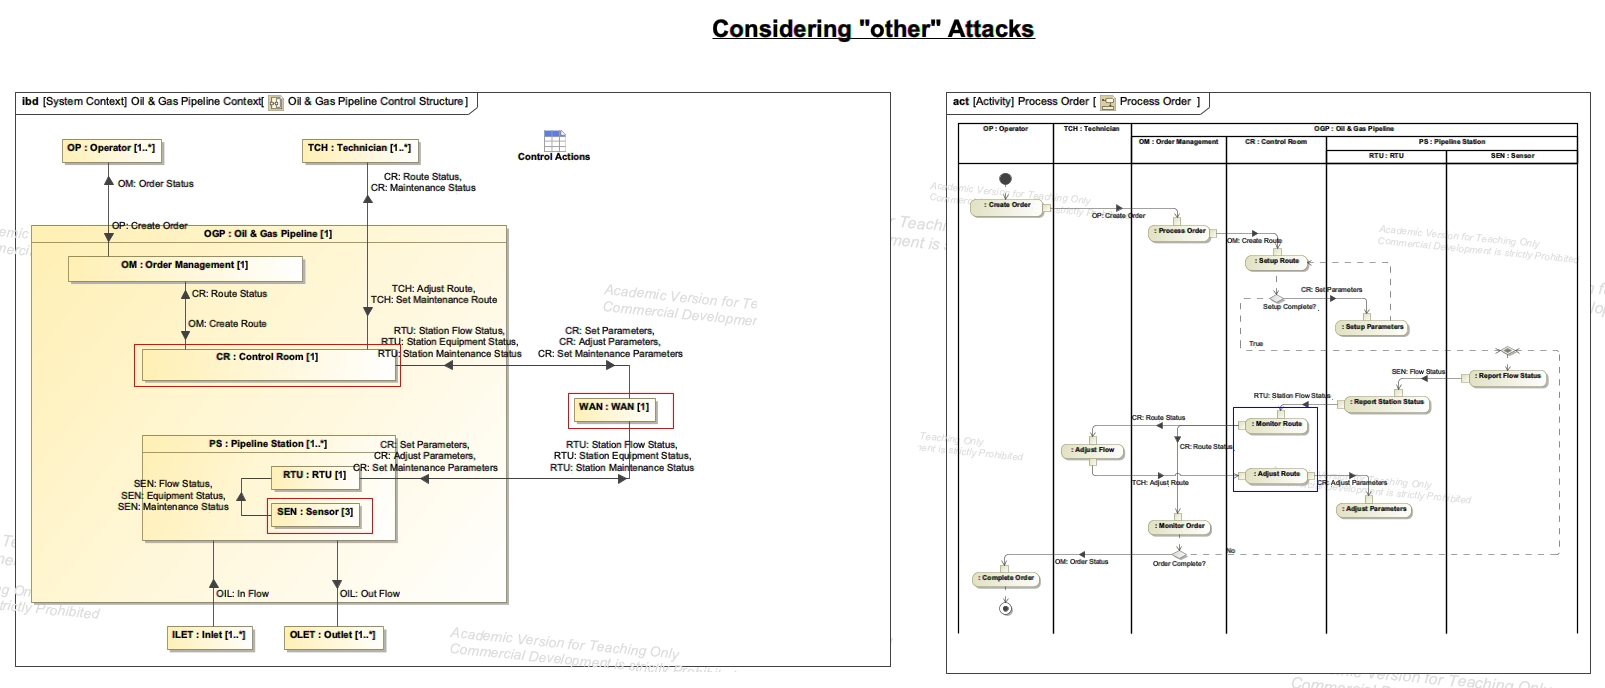 Considering "other" Attacks
ibd [System Context] Oil & Gas Pipeline Context[ Oil & Gas Pipeline Control Structure ]
OP : Operator [1..*]
TCH : Technician [1..*]
Control Actions
OM: Order Status
CR: Route Status,
CR: Maintenance Status
OP: Create Order
OGP : Oil & Gas Pipeline [1]
OM : Order Management [1]
CR: Route Status
TCH: Adjust Route,
TCH: Set Maintenance Route
OM: Create Route
RTU: Station Flow Status,
RTU: Station Equipment Status,
RTU: Station Maintenance Status
CR: Set Parameters,
CR: Adjust Parameters,
CR: Set Maintenance Parameters
CR : Control Room [1]
WAN : WAN [1]
PS : Pipeline Station [1..*]
CR: Set Parameters,
CR: Adjust Parameters,
CR: Set Maintenance Parameters
RTU: Station Flow Status,
RTU: Station Equipment Status,
RTU: Station Maintenance Status
RTU : RTU [1]
SEN: Flow Status,
SEN: Equipment Status,
SEN: Maintenance Status
SEN : Sensor [3]
OIL: In Flow
OIL: Out Flow
ILET : Inlet [1..*]
OLET : Outlet [1..*]
Academic Version for Te
Commercial Developmer
Academic Version for Teaching Only
Commercial Development is strictly Prohibited
trictly Prohibited
act [Activity] Process Order [ Process Order ]
OP : Operator
TCH : Technician
OGP : Oil & Gas Pipeline
OM : Order Management
CR : Control Room
PS : Pipeline Station
RTU : RTU
SEN : Sensor
Academic Version for Teaching Only
: Create Order
OP: Create Order
: Process Order
OM: Create Route
: Setup Route
CR: Set Parameters
Setup Complete?
: Setup Parameters
True
: Report Flow Status
SEN: Flow Status
RTU: Station Flow Status
: Report Station Status
CR: Route Status
: Monitor Route
CR: Route Status
: Adjust Flow
TCH: Adjust Route
: Adjust Route
CR: Adjust Parameters
: Adjust Parameters
: Monitor Order
No
OM: Order Status
Order Complete?
: Complete Order
Academic Version for Teaching Only
Commercial Development is strictly Prohibited